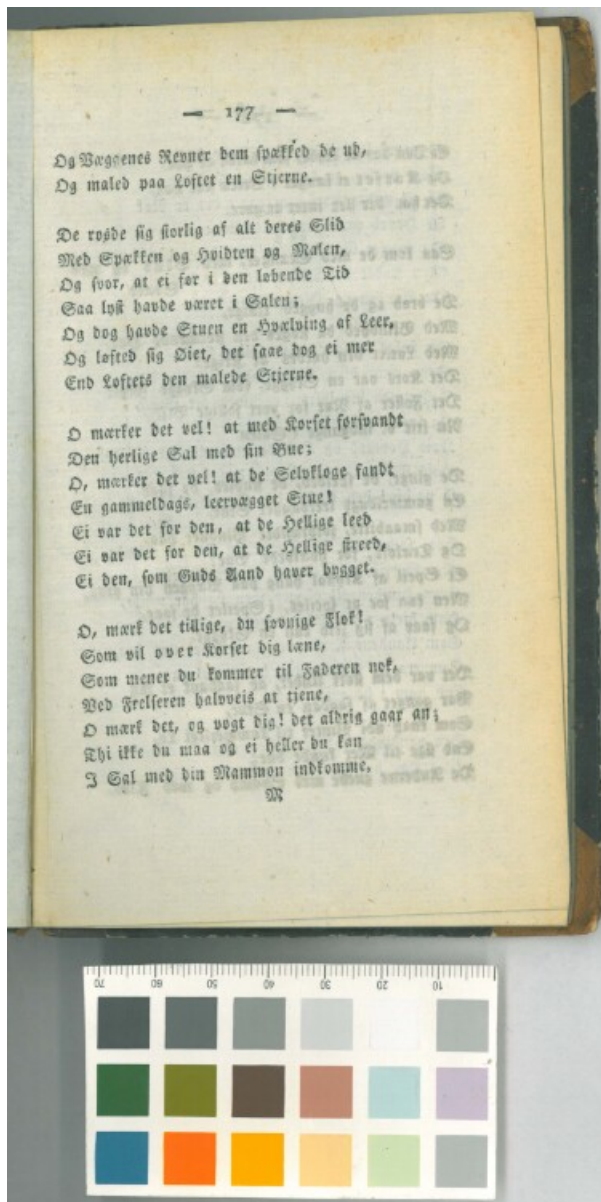 — 177 —
Og Væggenes Revner dem spækked de ud,
Og maled paa Loftet en Stjerne.
De rosde sig storlig af alt deres Slid
Med Spækken og Hvidten og Malen,
Og svor, at ei før i den løbende Tid
Saa lyst havde været i Salen;
Og dog havde Stuen en Hvælving af Leer,
Og løfted sig Øiet, det saae dog ei mer
End Loftets den malede Stjerne.
O mærker det vel! at med Korset forsvandt
Den herlige Sal med sin Bue;
O, mærker det vel! at de Selvkloge fandt
En gammeldags, leervægget Stue!
Ei var det for den, at de Hellige leed
Ei var det for den, at de Hellige streed,
Ei den, som Guds Aand haver bygget.
O, mærk det tillige, du søvnige Flok!
Som vil over Korset dig læne,
Som mener du kommer til Faderen nok,
Ved Frelseren halvveis at tjene,
O mærk det, og vogt dig! det aldrig gaar an;
Thi ikke du maa og ei heller du kan
I Sal med din Mammon indkomme.
M
70 60 50 40 30 20 10